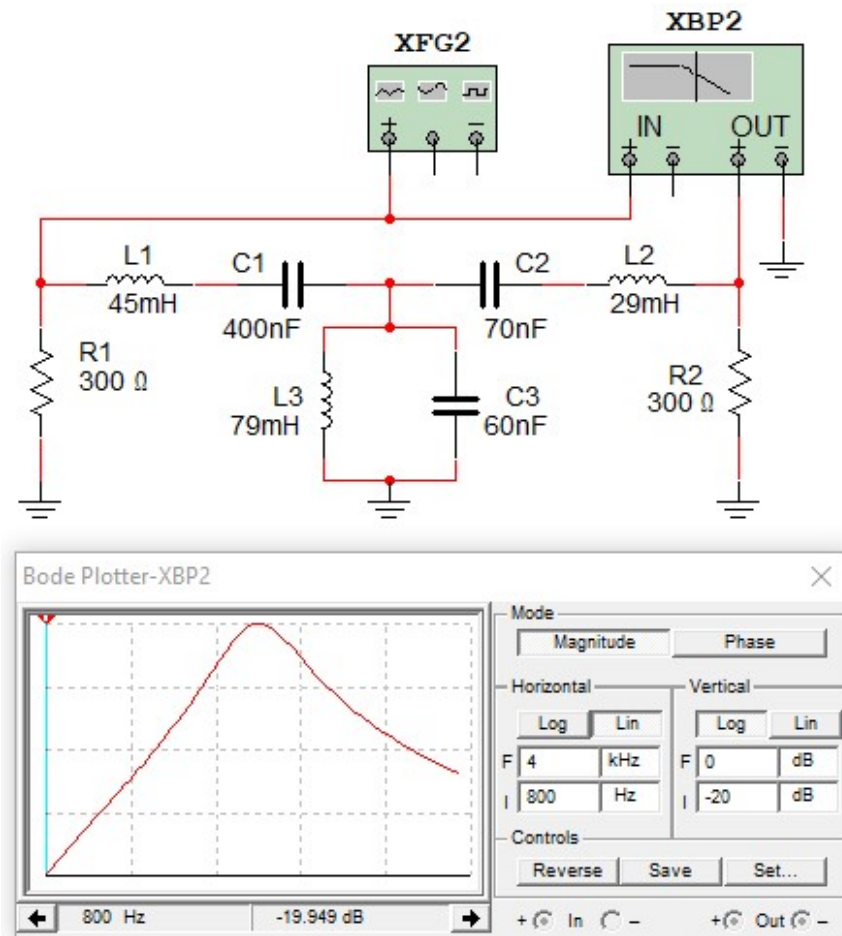 XFG2
XBP2
IN
OUT
L1
45mH
C1
400nF
C2
70nF
L2
29mH
R1
300 Ω
L3
79mH
C3
60nF
R2
300 Ω
Bode Plotter-XBP2
Mode
Magnitude
Phase
Horizontal
Vertical
Log
Lin
Log
Lin
F
4
kHz
F
0
dB
I
800
Hz
I
-20
dB
Controls
Reverse
Save
Set...
800 Hz
-19.949 dB
+ In -
+ Out -